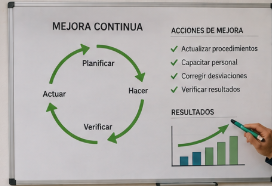 MEJORA CONTINUA
Planificar
Hacer
Verificar
Actuar
ACCIONES DE MEJORA
Actualizar procedimientos
Capacitar personal
Corregir desviaciones
Verificar resultados
RESULTADOS